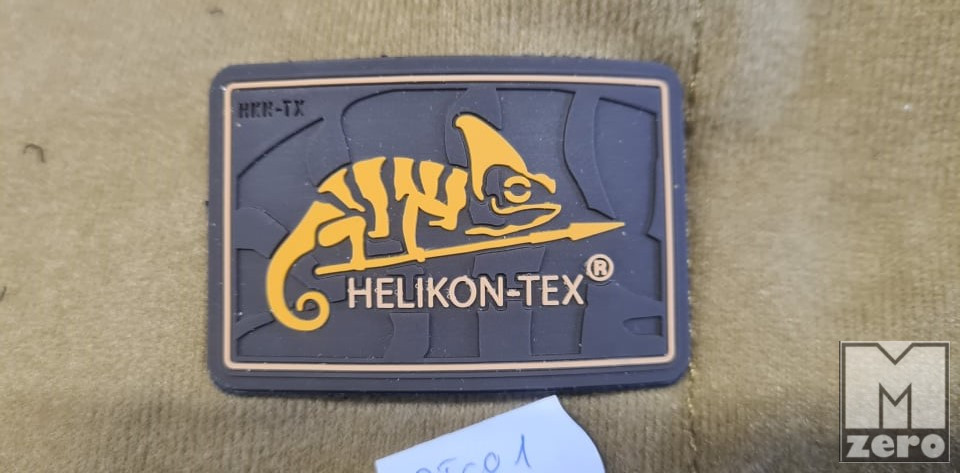 HKN-TX
HELIKON-TEX®
M
zero